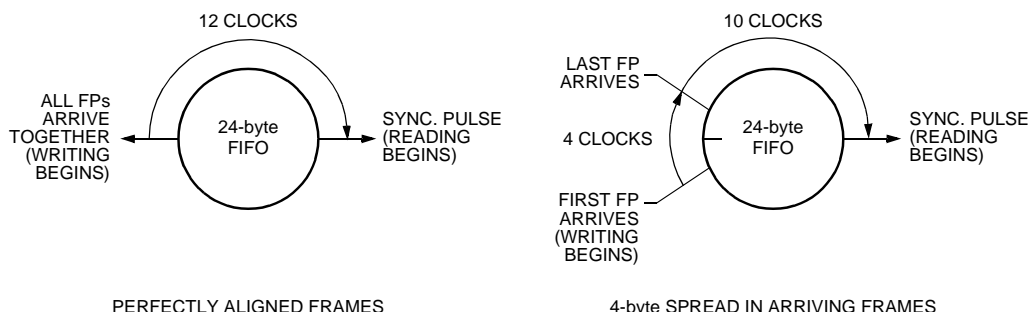 12 CLOCKS
ALL FPs
ARRIVE
TOGETHER
(WRITING
BEGINS)
24-byte
FIFO
SYNC. PULSE
(READING
BEGINS)
PERFECTLY ALIGNED FRAMES
10 CLOCKS
LAST FP
ARRIVES
4 CLOCKS
FIRST FP
ARRIVES
(WRITING
BEGINS)
24-byte
FIFO
SYNC. PULSE
(READING
BEGINS)
4-byte SPREAD IN ARRIVING FRAMES